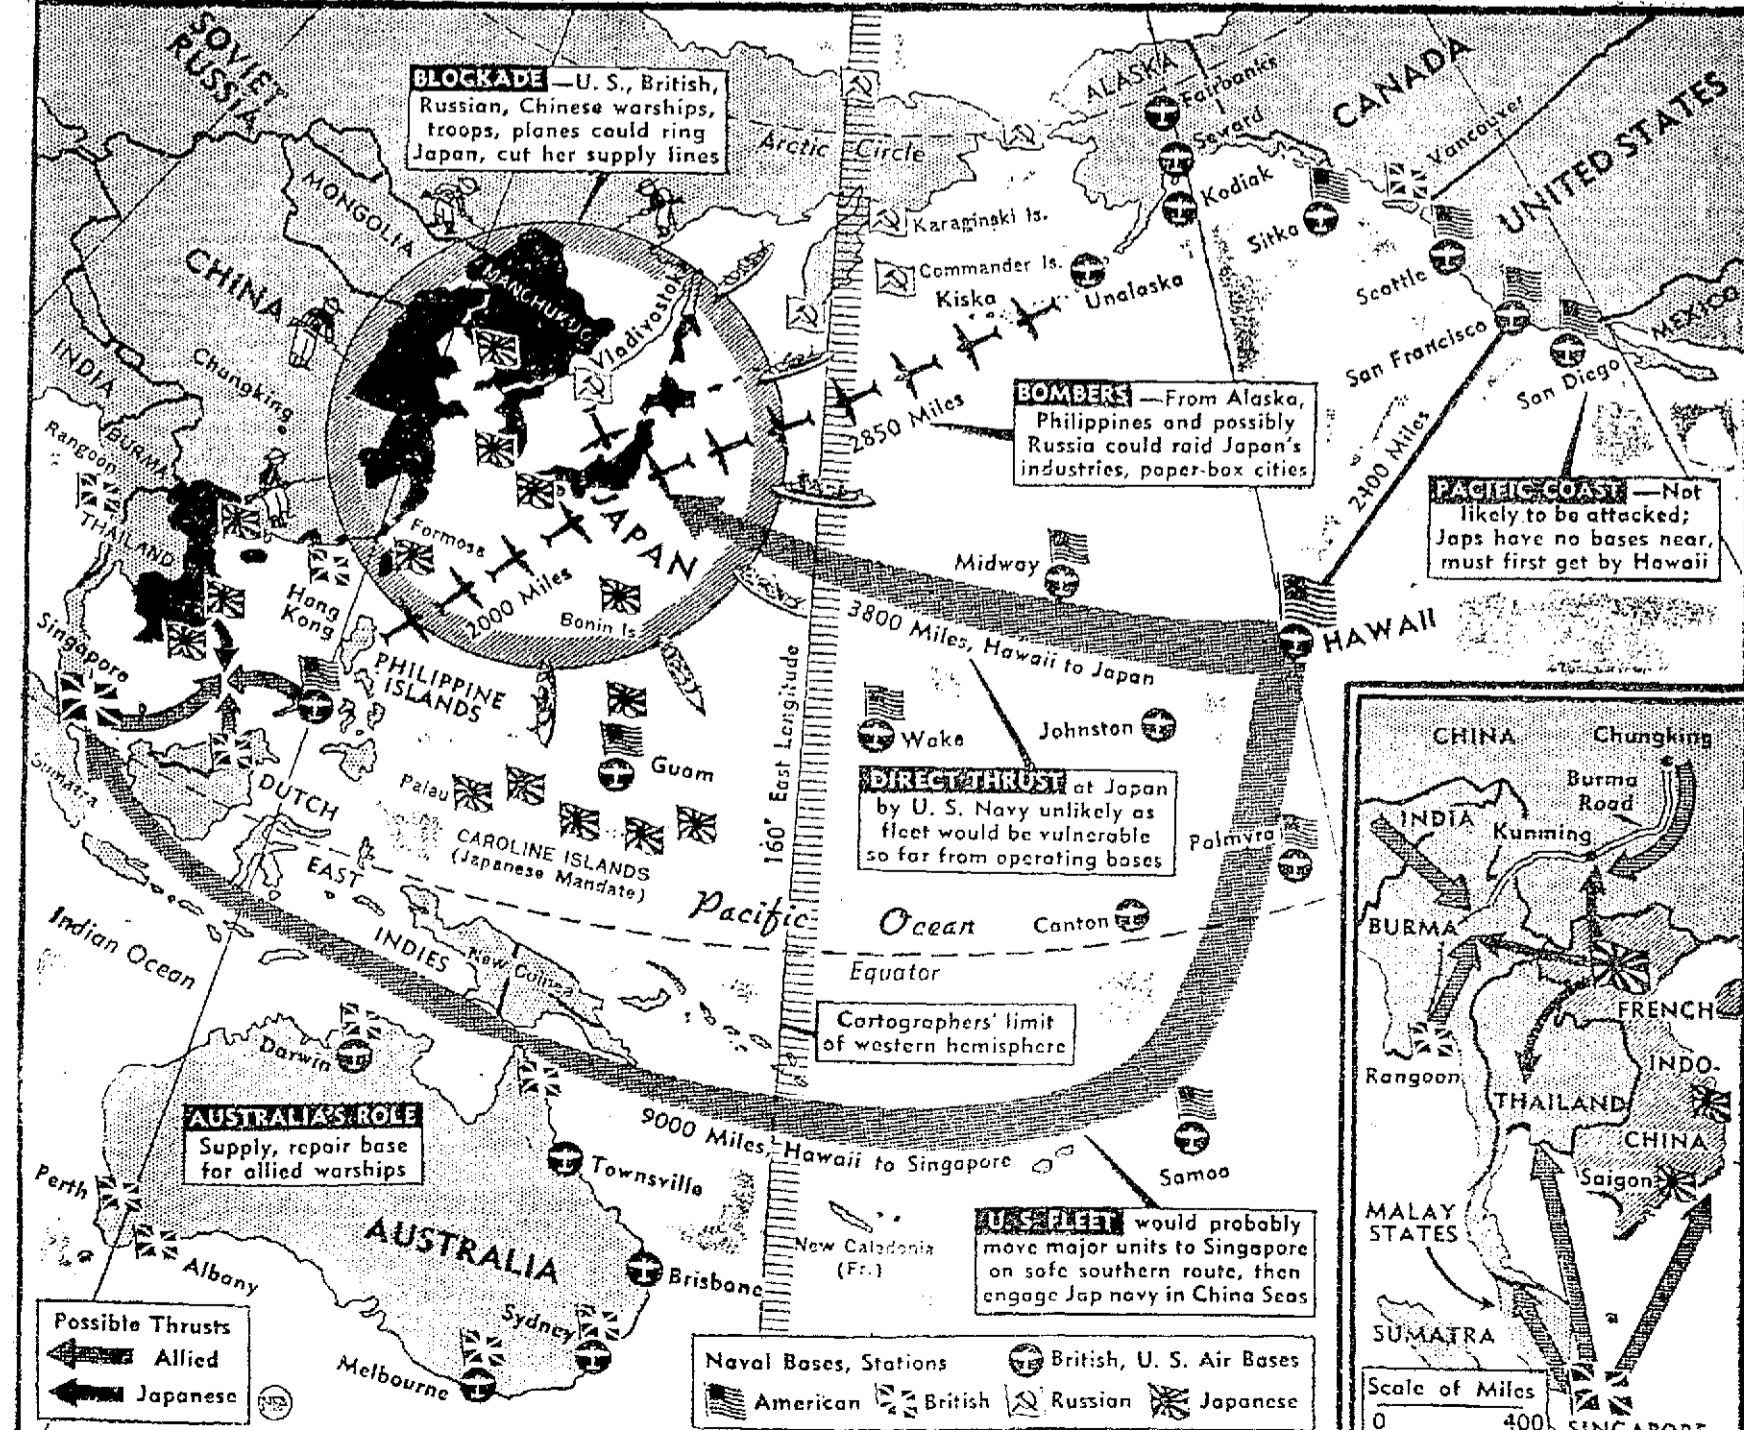 SOVIET
RUSSIA
BLOCKADE —U. S., British,
Russian, Chinese warships,
troops, planes could ring
Japan, cut her supply lines
Arctic Circle
ALASKA
Fairbanks
Seward
Kodiak
Sitka
CANADA
Vancouver
UNITED STATES
Seattle
San Francisco
San Diego
MEXICO
MONGOLIA
CHINA
MANCHUKUO
Vladivostok
Karaginski Is.
Commander Is.
Kiska
Unalaska
INDIA
Chungking
BURMA
Rangoon
THAILAND
2850 Miles
BOMBERS —From Alaska,
Philippines and possibly
Russia could raid Japan's
industries, paper-box cities
2400 Miles
PACIFIC COAST —Not
likely to be attacked;
Japs have no bases near,
must first get by Hawaii
JAPAN
Formosa
2000 Miles
Bonin Is.
Hong
Kong
Singapore
PHILIPPINE
ISLANDS
Midway
HAWAII
3800 Miles, Hawaii to Japan
160° East Longitude
Wake
Johnston
Guam
Palau
CAROLINE ISLANDS
(Japanese Mandate)
DIRECT THRUST at Japan
by U. S. Navy unlikely as
fleet would be vulnerable
so far from operating bases
Palmyra
Sumatra
DUTCH
EAST
INDIES
New Guinea
Pacific Ocean
Canton
Equator
Indian Ocean
Cartographers' limit
of western hemisphere
Darwin
AUSTRALIA'S ROLE
Supply, repair base
for allied warships
9000 Miles, Hawaii to Singapore
Samoa
Townsville
Perth
Albany
AUSTRALIA
Brisbane
Sydney
Melbourne
New Caledonia
(Fr.)
U. S. FLEET would probably
move major units to Singapore
on safe southern route, then
engage Jap navy in China Seas
Possible Thrusts
Allied
Japanese
Naval Bases, Stations
British, U. S. Air Bases
American
British
Russian
Japanese
CHINA
Chungking
Burma
Road
INDIA
Kunming
BURMA
FRENCH
INDO-
CHINA
Rangoon
THAILAND
Saigon
MALAY
STATES
SUMATRA
Scale of Miles
0 400
SINGAPORE